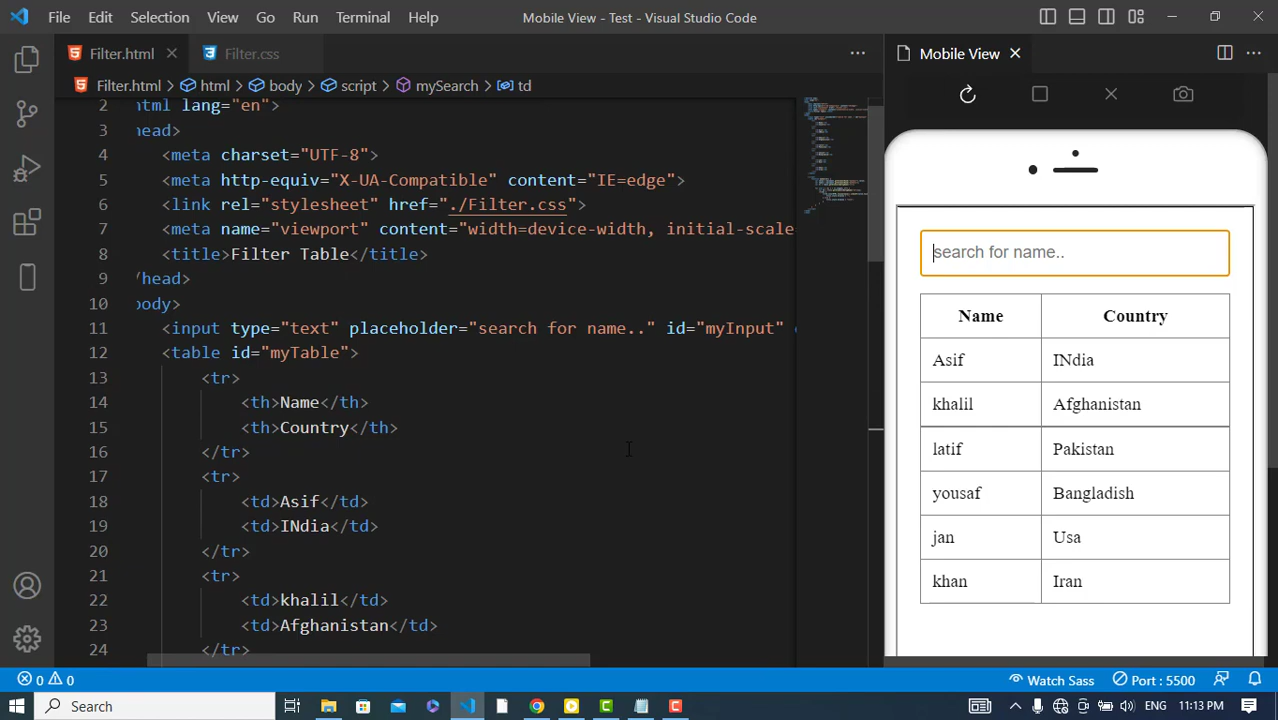 File Edit Selection View Go Run Terminal Help Mobile View - Test - Visual Studio Code
Filter.html Filter.css Mobile View
Filter.html > html > body > script > mySearch > td
2 html lang="en">
3 head>
4 <meta charset="UTF-8">
5 <meta http-equiv="X-UA-Compatible" content="IE=edge">
6 <link rel="stylesheet" href="./Filter.css">
7 <meta name="viewport" content="width=device-width, initial-scale
8 <title>Filter Table</title>
9 /head>
10 body>
11 <input type="text" placeholder="search for name.." id="myInput"
12 <table id="myTable">
13 <tr>
14 <th>Name</th>
15 <th>Country</th>
16 </tr>
17 <tr>
18 <td>Asif</td>
19 <td>INdia</td>
20 </tr>
21 <tr>
22 <td>khalil</td>
23 <td>Afghanistan</td>
24 </tr>
search for name..
Name Country
Asif INdia
khalil Afghanistan
latif Pakistan
yousaf Bangladish
jan Usa
khan Iran
0 0 Watch Sass Port : 5500
Search ENG 11:13 PM